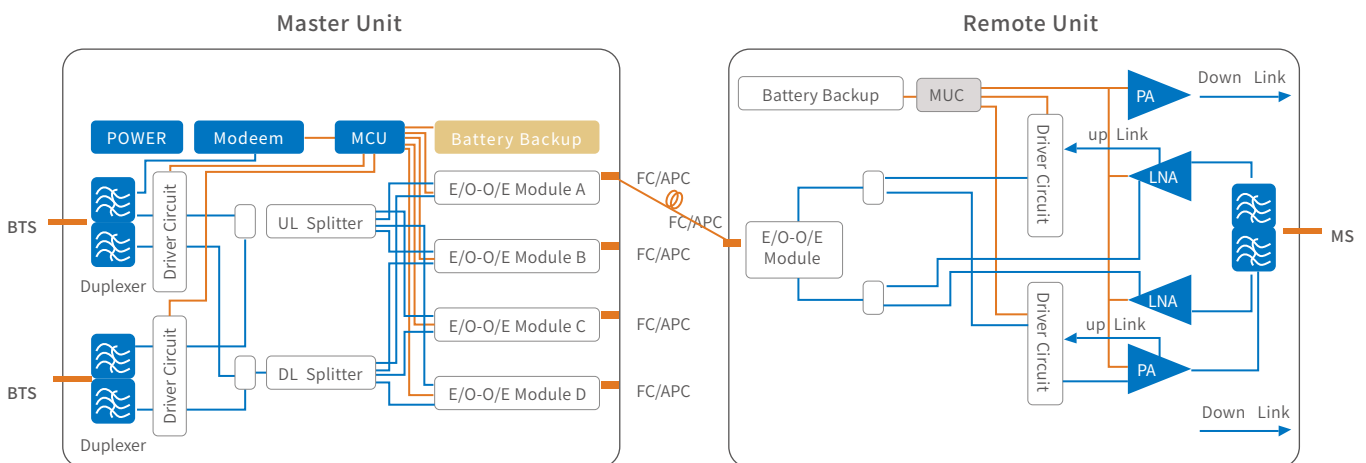 Master Unit
Remote Unit
POWER
Modeem
MCU
Battery Backup
BTS
Duplexer
Driver Circuit
UL Splitter
E/O-O/E Module A
E/O-O/E Module B
E/O-O/E Module C
E/O-O/E Module D
FC/APC
FC/APC
FC/APC
FC/APC
BTS
Duplexer
Driver Circuit
DL Splitter
FC/APC
E/O-O/E
Module
Battery Backup
MUC
PA
Down Link
Driver Circuit
up Link
LNA
MS
LNA
Driver Circuit
up Link
PA
Down Link